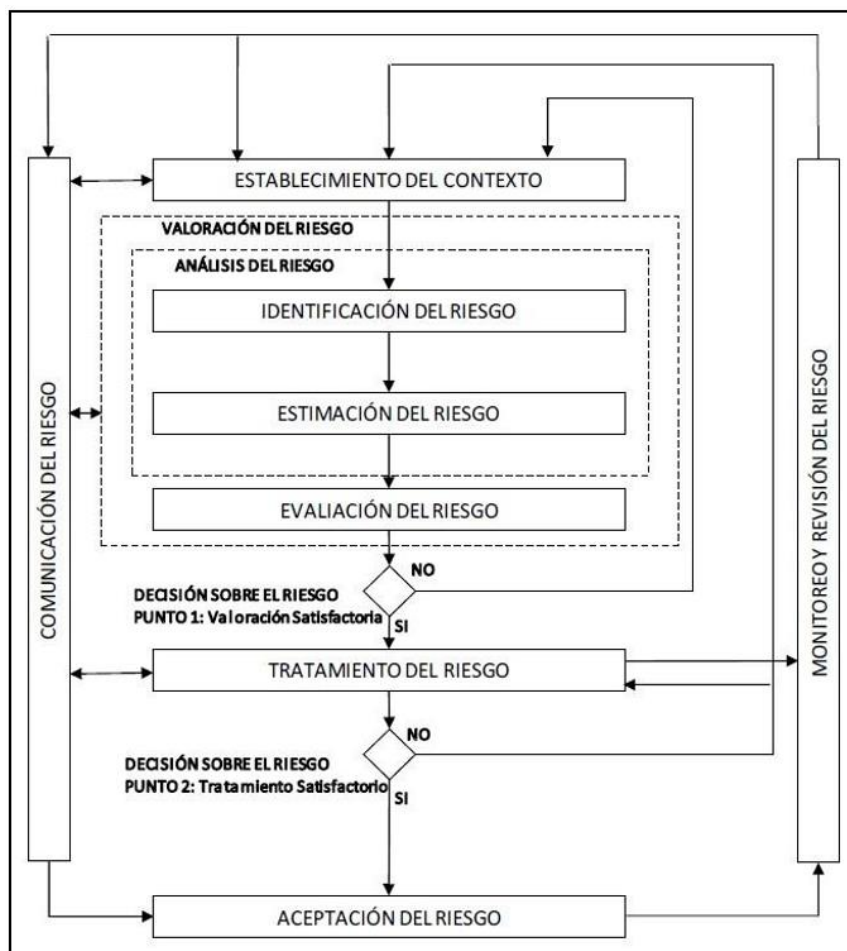 ESTABLECIMIENTO DEL CONTEXTO
VALORACIÓN DEL RIESGO
ANÁLISIS DEL RIESGO
IDENTIFICACIÓN DEL RIESGO
ESTIMACIÓN DEL RIESGO
EVALIACIÓN DEL RIESGO
NO
DECISIÓN SOBRE EL RIESGO
PUNTO 1: Valoración Satisfactoria
SI
TRATAMIENTO DEL RIESGO
NO
DECISIÓN SOBRE EL RIESGO
PUNTO 2: Tratamiento Satisfactorio
SI
ACEPTACIÓN DEL RIESGO
COMUNICACIÓN DEL RIESGO
MONITOREO Y REVISIÓN DEL RIESGO